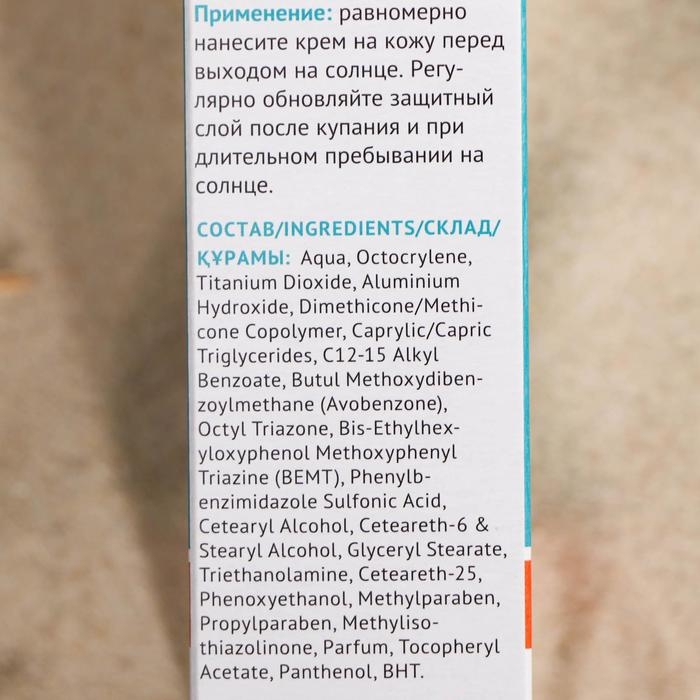 Применение: равномерно
нанесите крем на кожу перед
выходом на солнце. Регу-
лярно обновляйте защитный
слой после купания и при
длительном пребывании на
солнце.
СОСТАВ/INGREDIENTS/СКЛАД/
ҚҰРАМЫ: Aqua, Octocrylene,
Titanium Dioxide, Aluminium
Hydroxide, Dimethicone/Methi-
cone Copolymer, Caprylic/Capric
Triglycerides, C12-15 Alkyl
Benzoate, Butul Methoxydiben-
zoylmethane (Avobenzone),
Octyl Triazone, Bis-Ethylhex-
yloxyphenol Methoxyphenyl
Triazine (BEMT), Phenylb-
enzimidazole Sulfonic Acid,
Cetearyl Alcohol, Ceteareth-6 &
Stearyl Alcohol, Glyceryl Stearate,
Triethanolamine, Ceteareth-25,
Phenoxyethanol, Methylparaben,
Propylparaben, Methyliso-
thiazolinone, Parfum, Tocopheryl
Acetate, Panthenol, BHT.